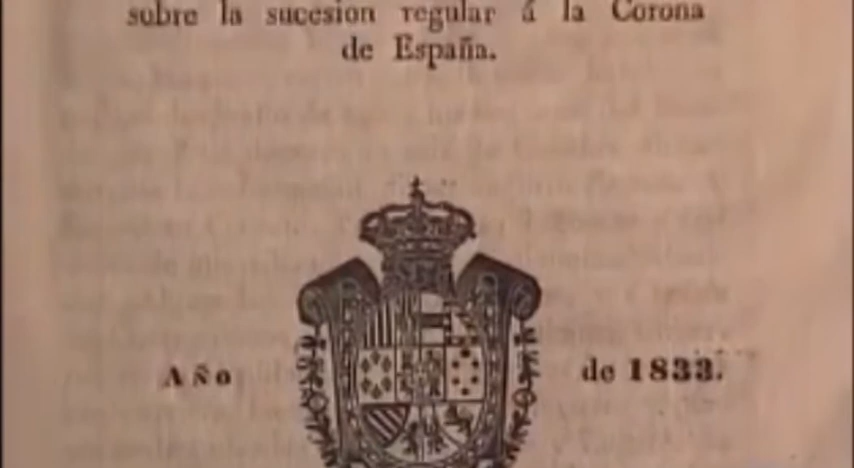 sobre la sucesion regular á la Corona
de España.
Año de 1833.